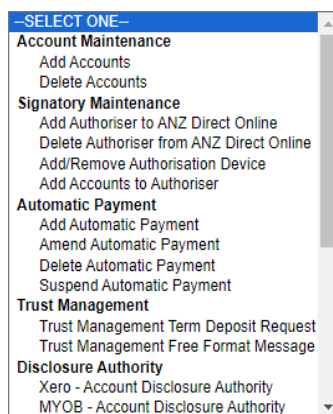 --SELECT ONE--
Account Maintenance
Add Accounts
Delete Accounts
Signatory Maintenance
Add Authoriser to ANZ Direct Online
Delete Authoriser from ANZ Direct Online
Add/Remove Authorisation Device
Add Accounts to Authoriser
Automatic Payment
Add Automatic Payment
Amend Automatic Payment
Delete Automatic Payment
Suspend Automatic Payment
Trust Management
Trust Management Term Deposit Request
Trust Management Free Format Message
Disclosure Authority
Xero - Account Disclosure Authority
MYOB - Account Disclosure Authority